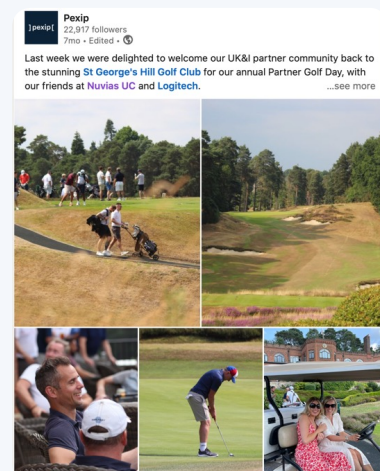 ]pexip[
Pexip
22,917 followers
7mo • Edited •
Last week we were delighted to welcome our UK&I partner community back to
the stunning St George's Hill Golf Club for our annual Partner Golf Day, with
our friends at Nuvias UC and Logitech. ...see more